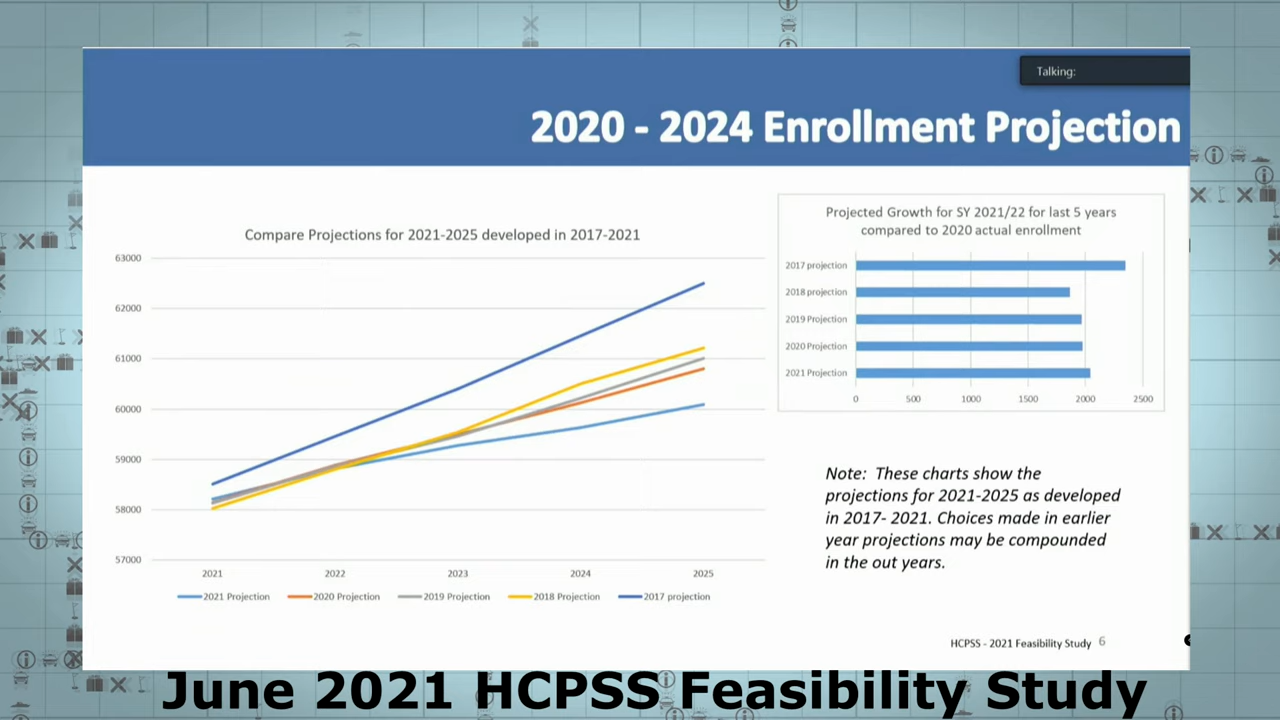 Talking:
2020 - 2024 Enrollment Projection
Compare Projections for 2021-2025 developed in 2017-2021
63000
62000
61000
60000
59000
58000
57000
2021 2022 2023 2024 2025
2021 Projection 2020 Projection 2019 Projection 2018 Projection 2017 projection
Projected Growth for SY 2021/22 for last 5 years
compared to 2020 actual enrollment
2017 projection
2018 projection
2019 Projection
2020 Projection
2021 Projection
0 500 1000 1500 2000 2500
Note: These charts show the
projections for 2021-2025 as developed
in 2017- 2021. Choices made in earlier
year projections may be compounded
in the out years.
HCPSS - 2021 Feasibility Study 6
June 2021 HCPSS Feasibility Study